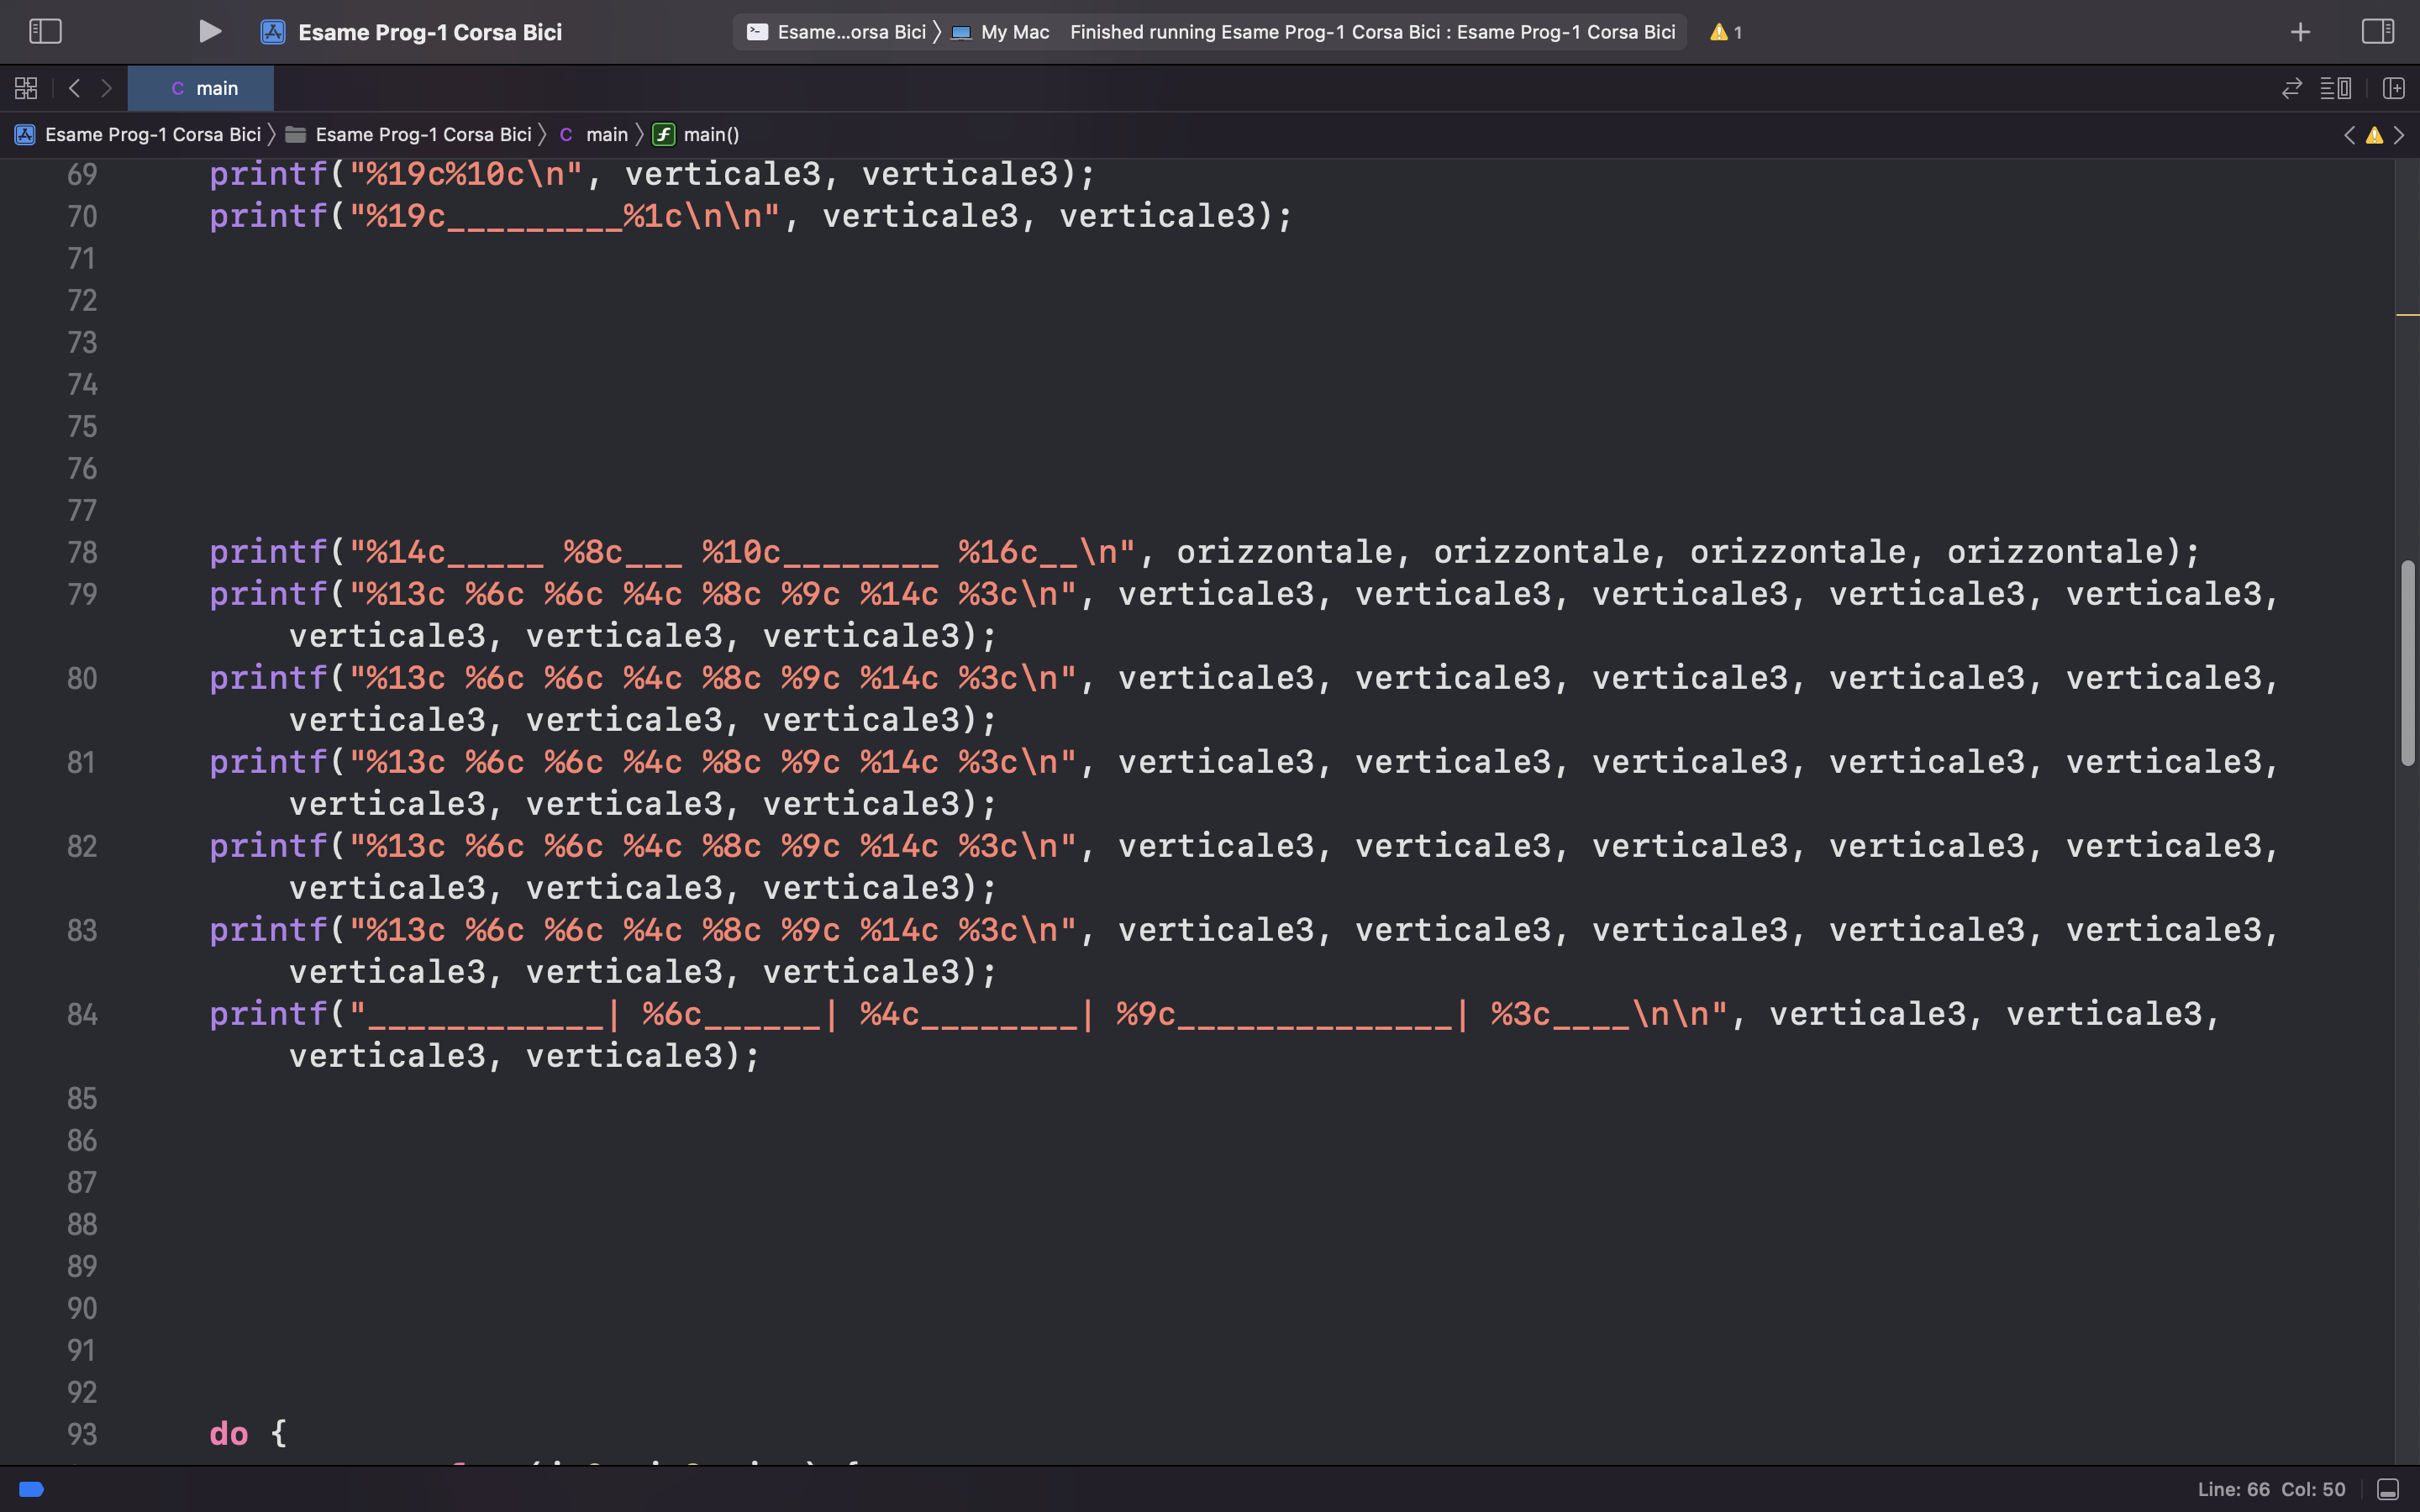 Esame Prog-1 Corsa Bici
Esame...orsa Bici 〉 My Mac Finished running Esame Prog-1 Corsa Bici : Esame Prog-1 Corsa Bici 1
C main
Esame Prog-1 Corsa Bici 〉 Esame Prog-1 Corsa Bici 〉 C main 〉 f main()
69 printf("%19c%10c\n", verticale3, verticale3);
70 printf("%19c_________%1c\n\n", verticale3, verticale3);
71
72
73
74
75
76
77
78 printf("%14c_____ %8c___ %10c________ %16c__\n", orizzontale, orizzontale, orizzontale, orizzontale);
79 printf("%13c %6c %6c %4c %8c %9c %14c %3c\n", verticale3, verticale3, verticale3, verticale3, verticale3,
verticale3, verticale3, verticale3);
80 printf("%13c %6c %6c %4c %8c %9c %14c %3c\n", verticale3, verticale3, verticale3, verticale3, verticale3,
verticale3, verticale3, verticale3);
81 printf("%13c %6c %6c %4c %8c %9c %14c %3c\n", verticale3, verticale3, verticale3, verticale3, verticale3,
verticale3, verticale3, verticale3);
82 printf("%13c %6c %6c %4c %8c %9c %14c %3c\n", verticale3, verticale3, verticale3, verticale3, verticale3,
verticale3, verticale3, verticale3);
83 printf("%13c %6c %6c %4c %8c %9c %14c %3c\n", verticale3, verticale3, verticale3, verticale3, verticale3,
verticale3, verticale3, verticale3);
84 printf("____________| %6c______| %4c________| %9c______________| %3c____\n\n", verticale3, verticale3,
verticale3, verticale3);
85
86
87
88
89
90
91
92
93 do {
Line: 66 Col: 50